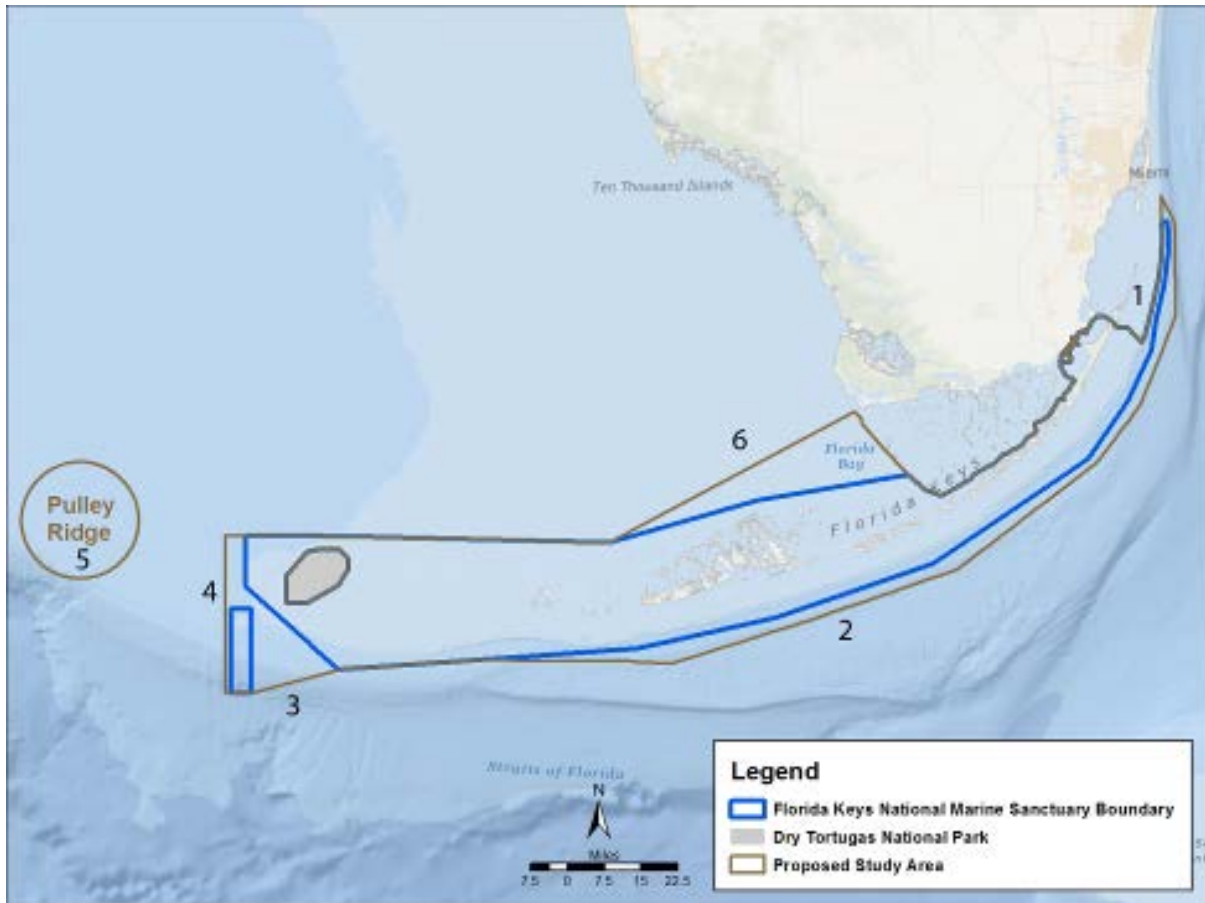 Miami
Ten Thousand Islands
1
6
Florida
Bay
Florida Keys
Pulley
Ridge
5
4
2
3
Straits of Florida
N
Miles
7.5 0 7.5 15 22.5
Legend
Florida Keys National Marine Sanctuary Boundary
Dry Tortugas National Park
Proposed Study Area